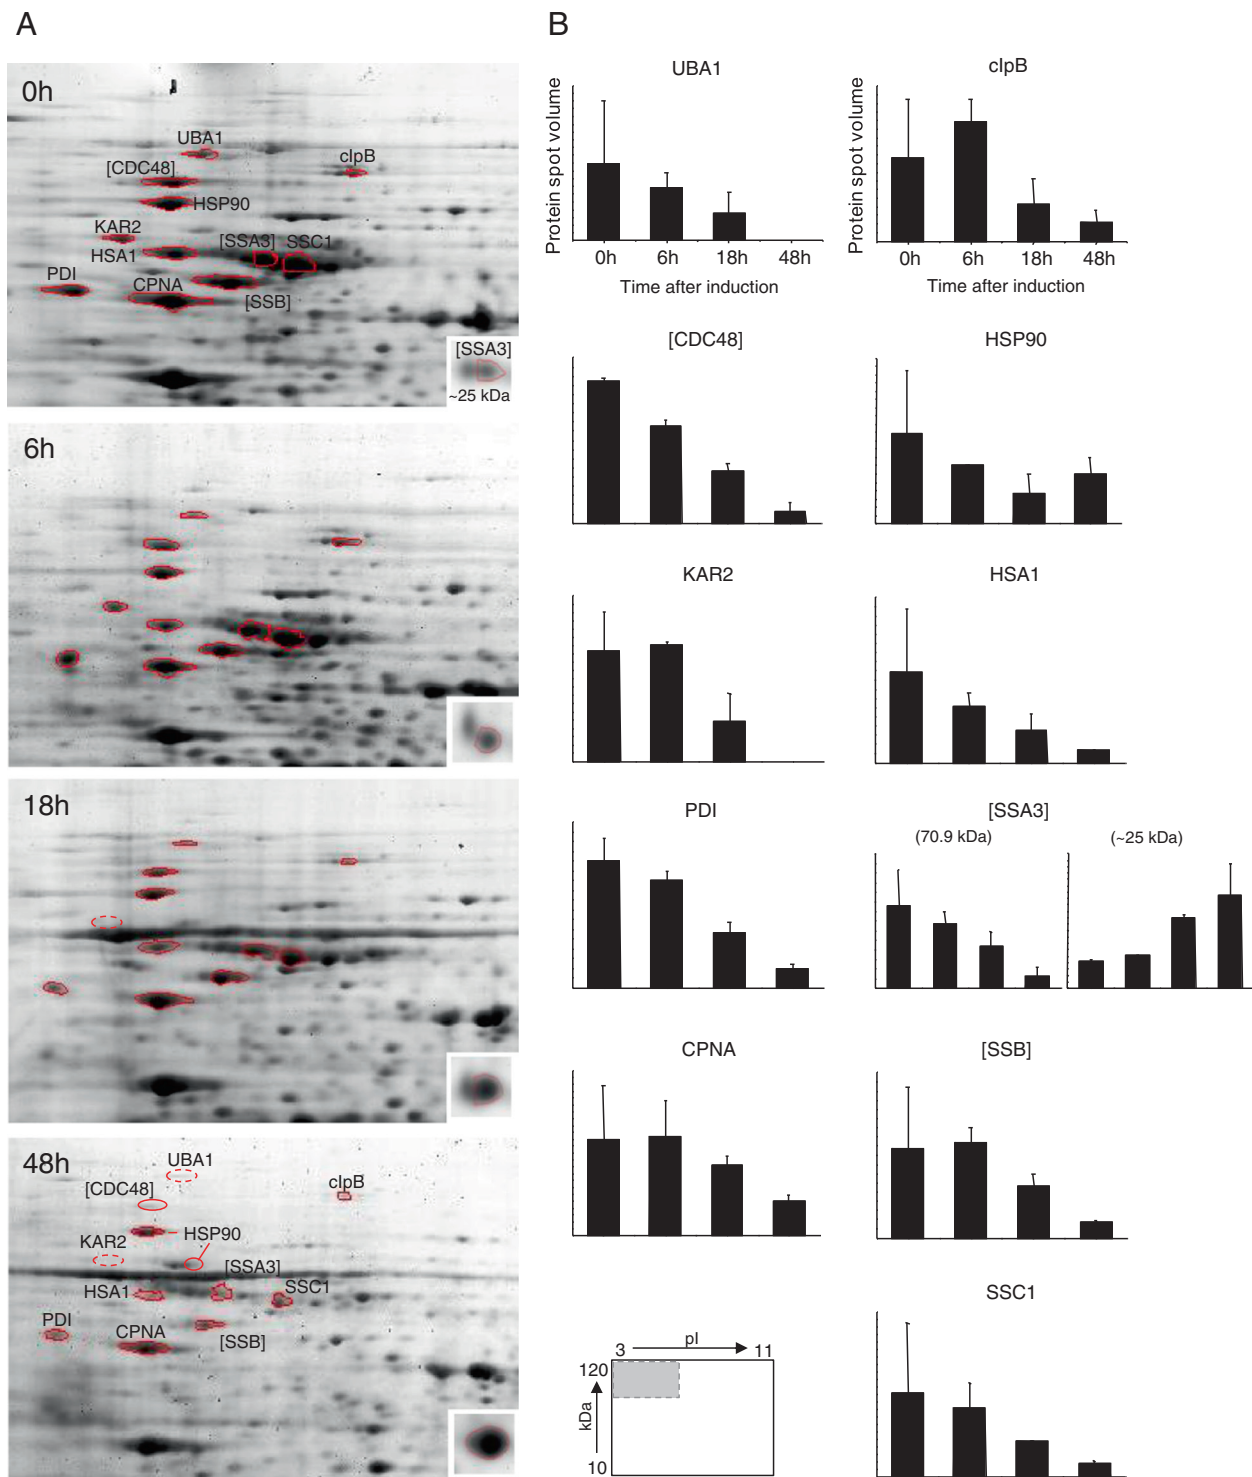 A
0h
UBA1
[CDC48]
clpB
HSP90
KAR2
[SSA3] SSC1
HSA1
PDI
CPNA
[SSB]
[SSA3]
~25 kDa
6h
18h
48h
UBA1
[CDC48]
clpB
HSP90
KAR2
[SSA3]
HSA1
SSC1
PDI
CPNA
[SSB]
B
UBA1
Protein spot volume
0h 6h 18h 48h
Time after induction
clpB
Protein spot volume
0h 6h 18h 48h
Time after induction
[CDC48]
HSP90
KAR2
HSA1
PDI
[SSA3]
(70.9 kDa)
(~25 kDa)
CPNA
[SSB]
SSC1
pI
3 11
120
kDa
10